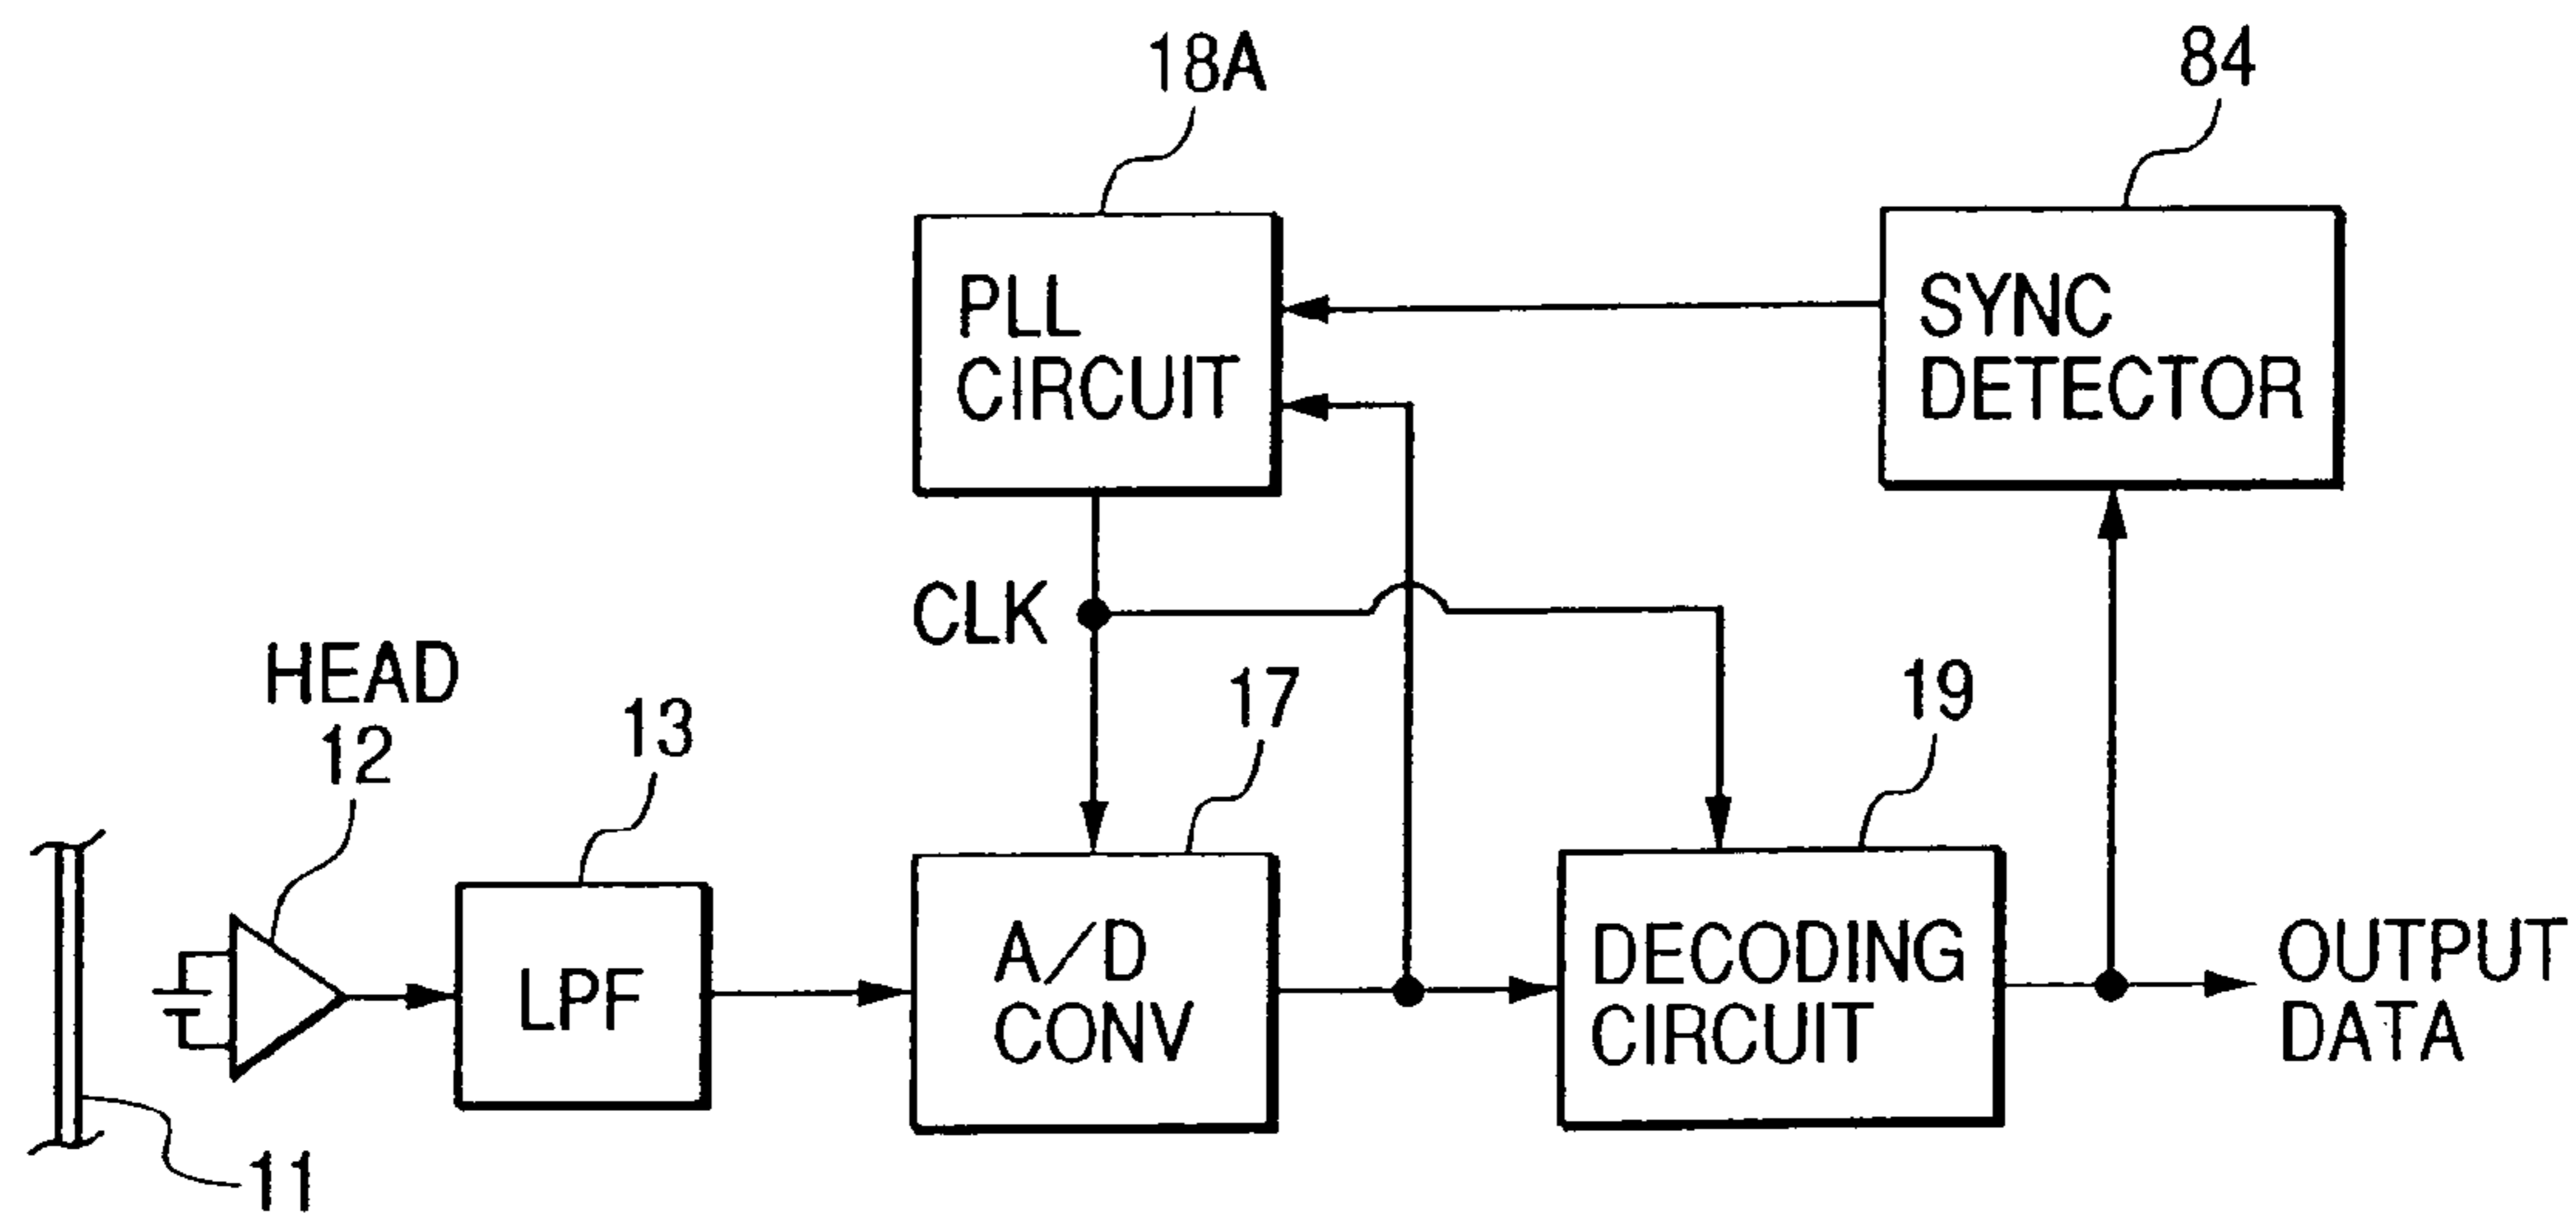 18A
84
PLL
CIRCUIT
SYNC
DETECTOR
CLK
HEAD
12
13
17
19
LPF
A/D
CONV
DECODING
CIRCUIT
OUTPUT
DATA
11